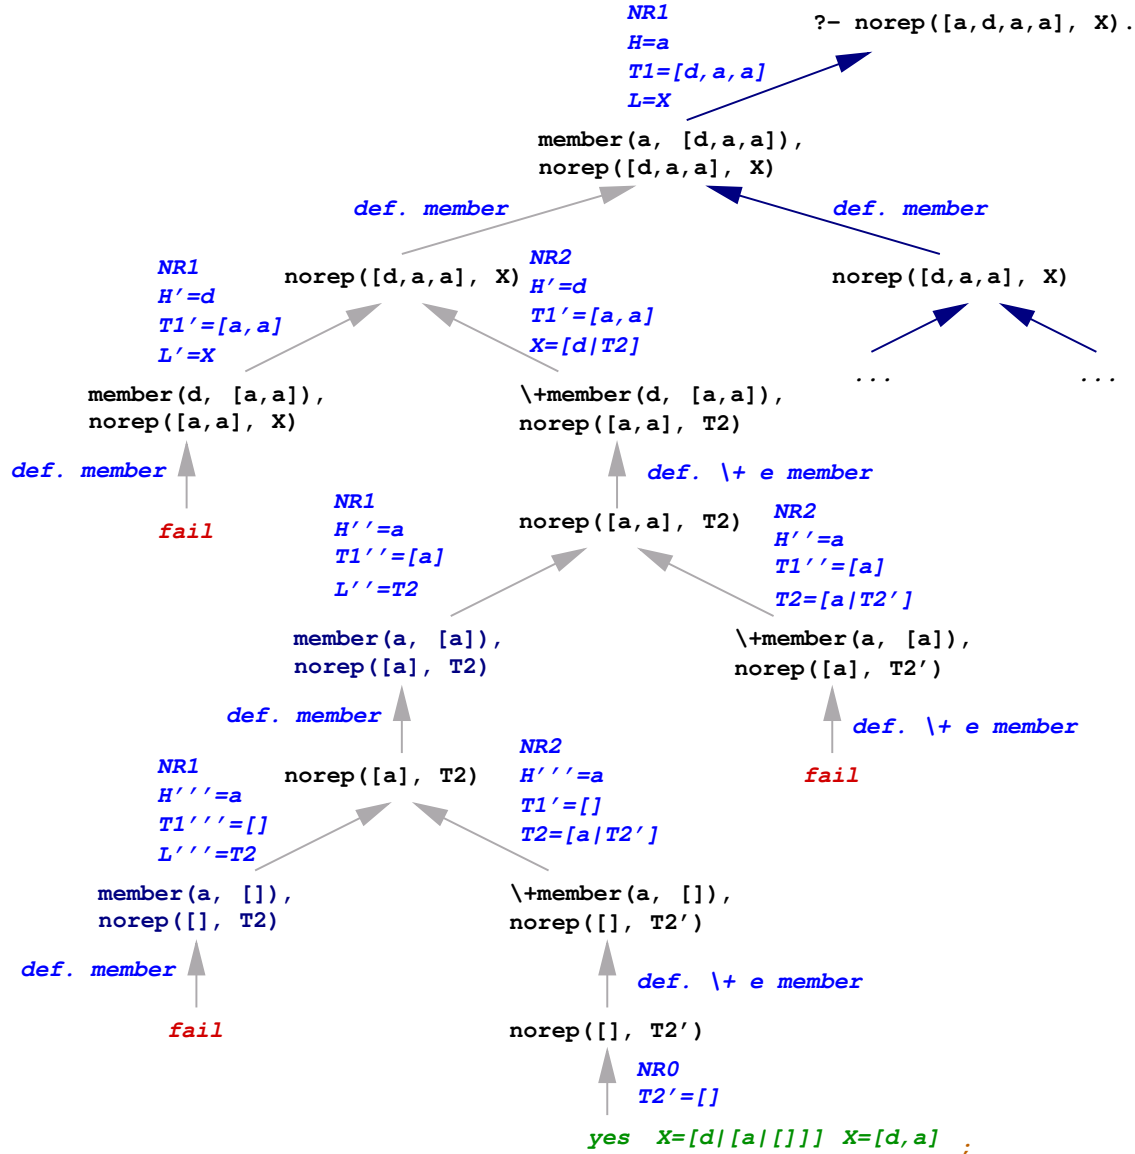 ?- norep([a,d,a,a], X).
NR1
H=a
T1=[d,a,a]
L=X
member(a, [d,a,a]),
norep([d,a,a], X)
def. member
def. member
NR1
H'=d
T1'=[a,a]
L'=X
norep([d,a,a], X)
NR2
H'=d
T1'=[a,a]
X=[d|T2]
norep([d,a,a], X)
...
...
member(d, [a,a]),
norep([a,a], X)
\+member(d, [a,a]),
norep([a,a], T2)
def. member
def. \+ e member
fail
NR1
H''=a
T1''=[a]
L''=T2
norep([a,a], T2)
NR2
H''=a
T1''=[a]
T2=[a|T2']
member(a, [a]),
norep([a], T2)
\+member(a, [a]),
norep([a], T2')
def. member
def. \+ e member
NR1
H'''=a
T1'''=[]
L'''=T2
norep([a], T2)
NR2
H'''=a
T1'=[]
T2=[a|T2']
fail
member(a, []),
norep([], T2)
\+member(a, []),
norep([], T2')
def. member
def. \+ e member
fail
norep([], T2')
NR0
T2'=[]
yes X=[d|[a|[]]] X=[d,a] ;